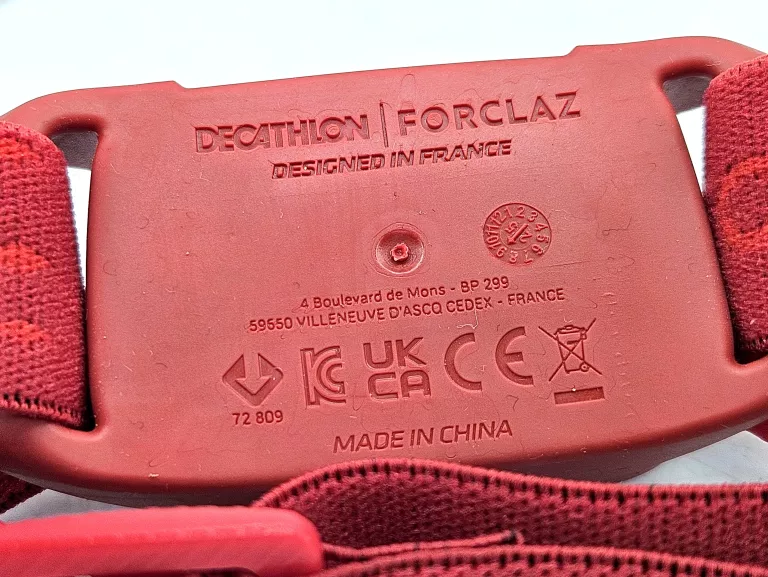 DECATHLON | FORCLAZ
DESIGNED IN FRANCE
4 Boulevard de Mons - BP 299
59650 VILLENEUVE D'ASCQ CEDEX - FRANCE
UK
CA
CE
72 809
MADE IN CHINA